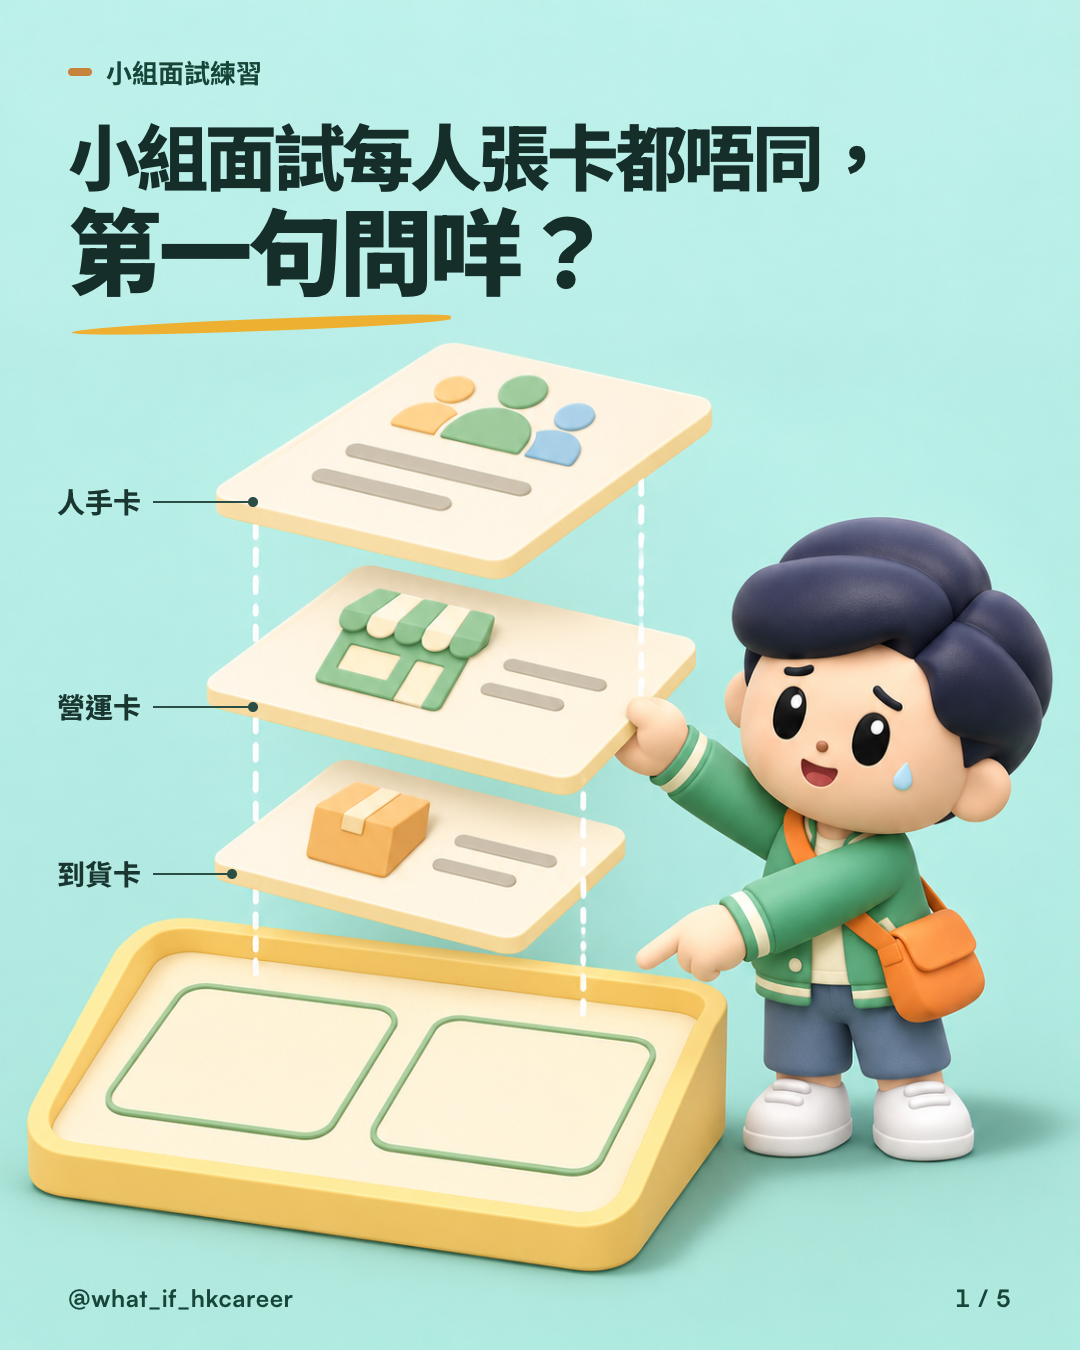 小組面試練習
小組面試每人張卡都唔同，
第一句問咩？
人手卡
營運卡
到貨卡
@what_if_hkcareer
1 / 5